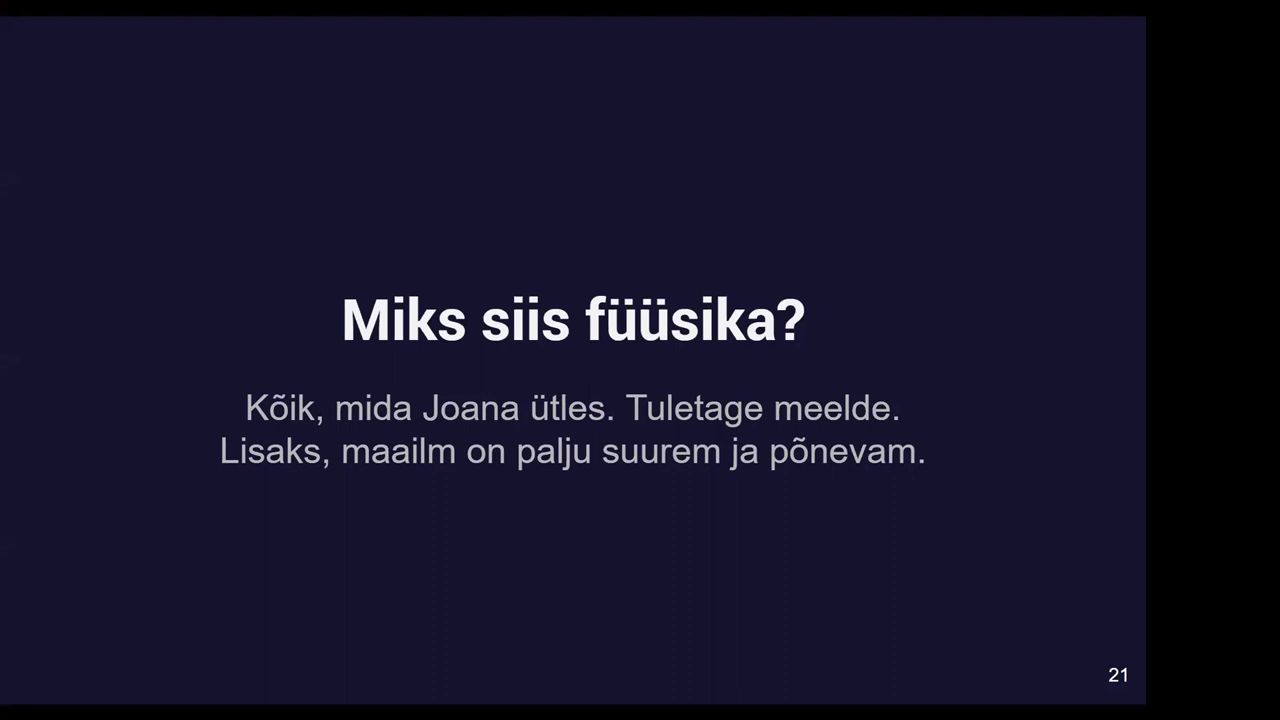 Miks siis füüsika?
Kõik, mida Joana ütles. Tuletage meelde.
Lisaks, maailm on palju suurem ja põnevam.
21